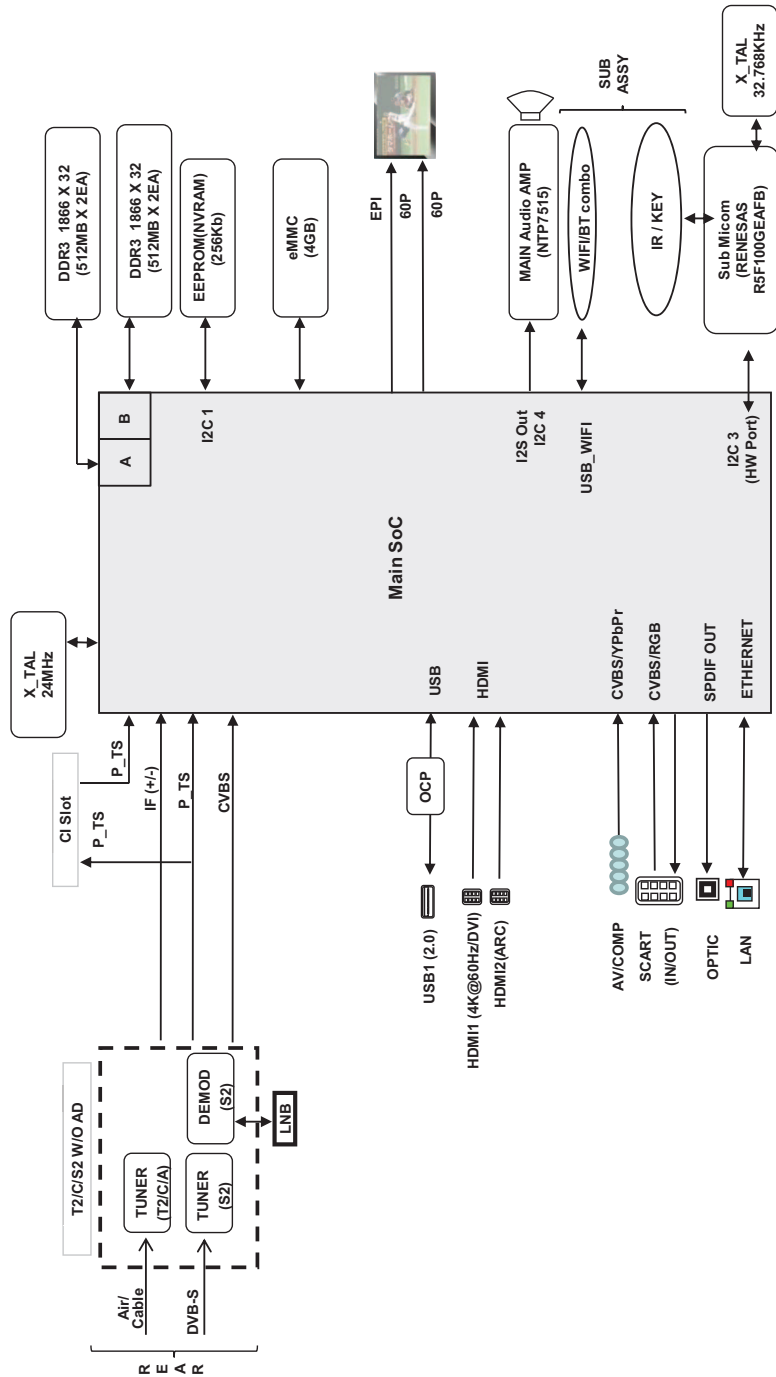 R
E
A
R
Air/
Cable
DVB-S
T2/C/S2 W/O AD
TUNER
(T2/C/A)
TUNER
(S2)
DEMOD
(S2)
LNB
CI Slot
P_TS
P_TS
IF (+/-)
P_TS
CVBS
X_TAL
24MHz
USB1 (2.0)
OCP
USB
HDMI1 (4K@60Hz/DVI)
HDMI2(ARC)
HDMI
AV/COMP
CVBS/YPbPr
SCART
(IN/OUT)
CVBS/RGB
OPTIC
SPDIF OUT
LAN
ETHERNET
Main SoC
A
B
DDR3 1866 X 32
(512MB X 2EA)
DDR3 1866 X 32
(512MB X 2EA)
I2C 1
EEPROM(NVRAM)
(256Kb)
eMMC
(4GB)
EPI
60P
60P
I2S Out
I2C 4
MAIN Audio AMP
(NTP7515)
USB_WIFI
WIFI/BT combo
SUB
ASSY
IR / KEY
I2C 3
(HW Port)
Sub Micom
(RENESAS
R5F100GEAFB)
X_TAL
32.768KHz